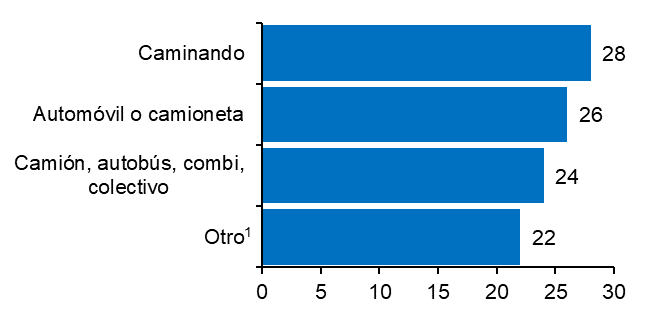 Caminando
28
Automóvil o camioneta
26
Camión, autobús, combi,
colectivo
24
Otro¹
22
0 5 10 15 20 25 30